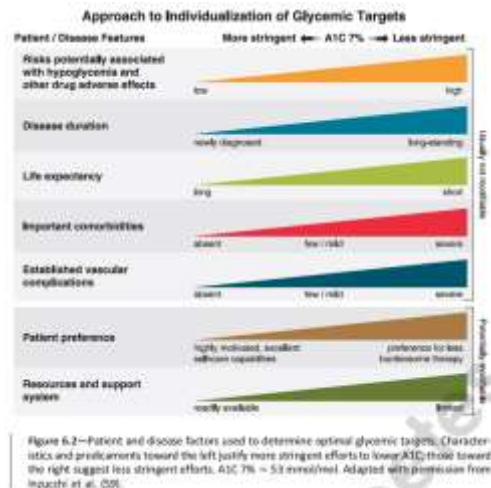 Approach to Individualization of Glycemic Targets
Patient / Disease Features More stringent ← A1C 7% → Less stringent
Risks potentially associated
with hypoglycemia and
other drug adverse effects
low high
Disease duration
newly diagnosed long-standing
Life expectancy
long short
Important comorbidities
absent few / mild severe
Established vascular
complications
absent few / mild severe
Usually not modifiable
Patient preference
highly motivated, excellent preference for less
selfcare capabilities burdensome therapy
Resources and support
system
readily available limited
Potentially modifiable
Figure 6.2—Patient and disease factors used to determine optimal glycemic targets. Character-
istics and predicaments toward the left justify more stringent efforts to lower A1C; those toward
the right suggest less stringent efforts. A1C 7% = 53 mmol/mol. Adapted with permission from
Inzucchi et al. (59).